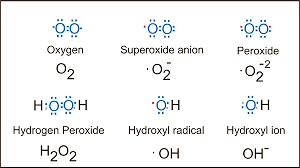 ·O:O·
Oxygen
O2
·O:O:
Superoxide anion
·O2-
:O:O:
Peroxide
·O2-2
H:O:O:H
Hydrogen Peroxide
H2O2
·O:H
Hydroxyl radical
·OH
:O:H
Hydroxyl ion
OH-